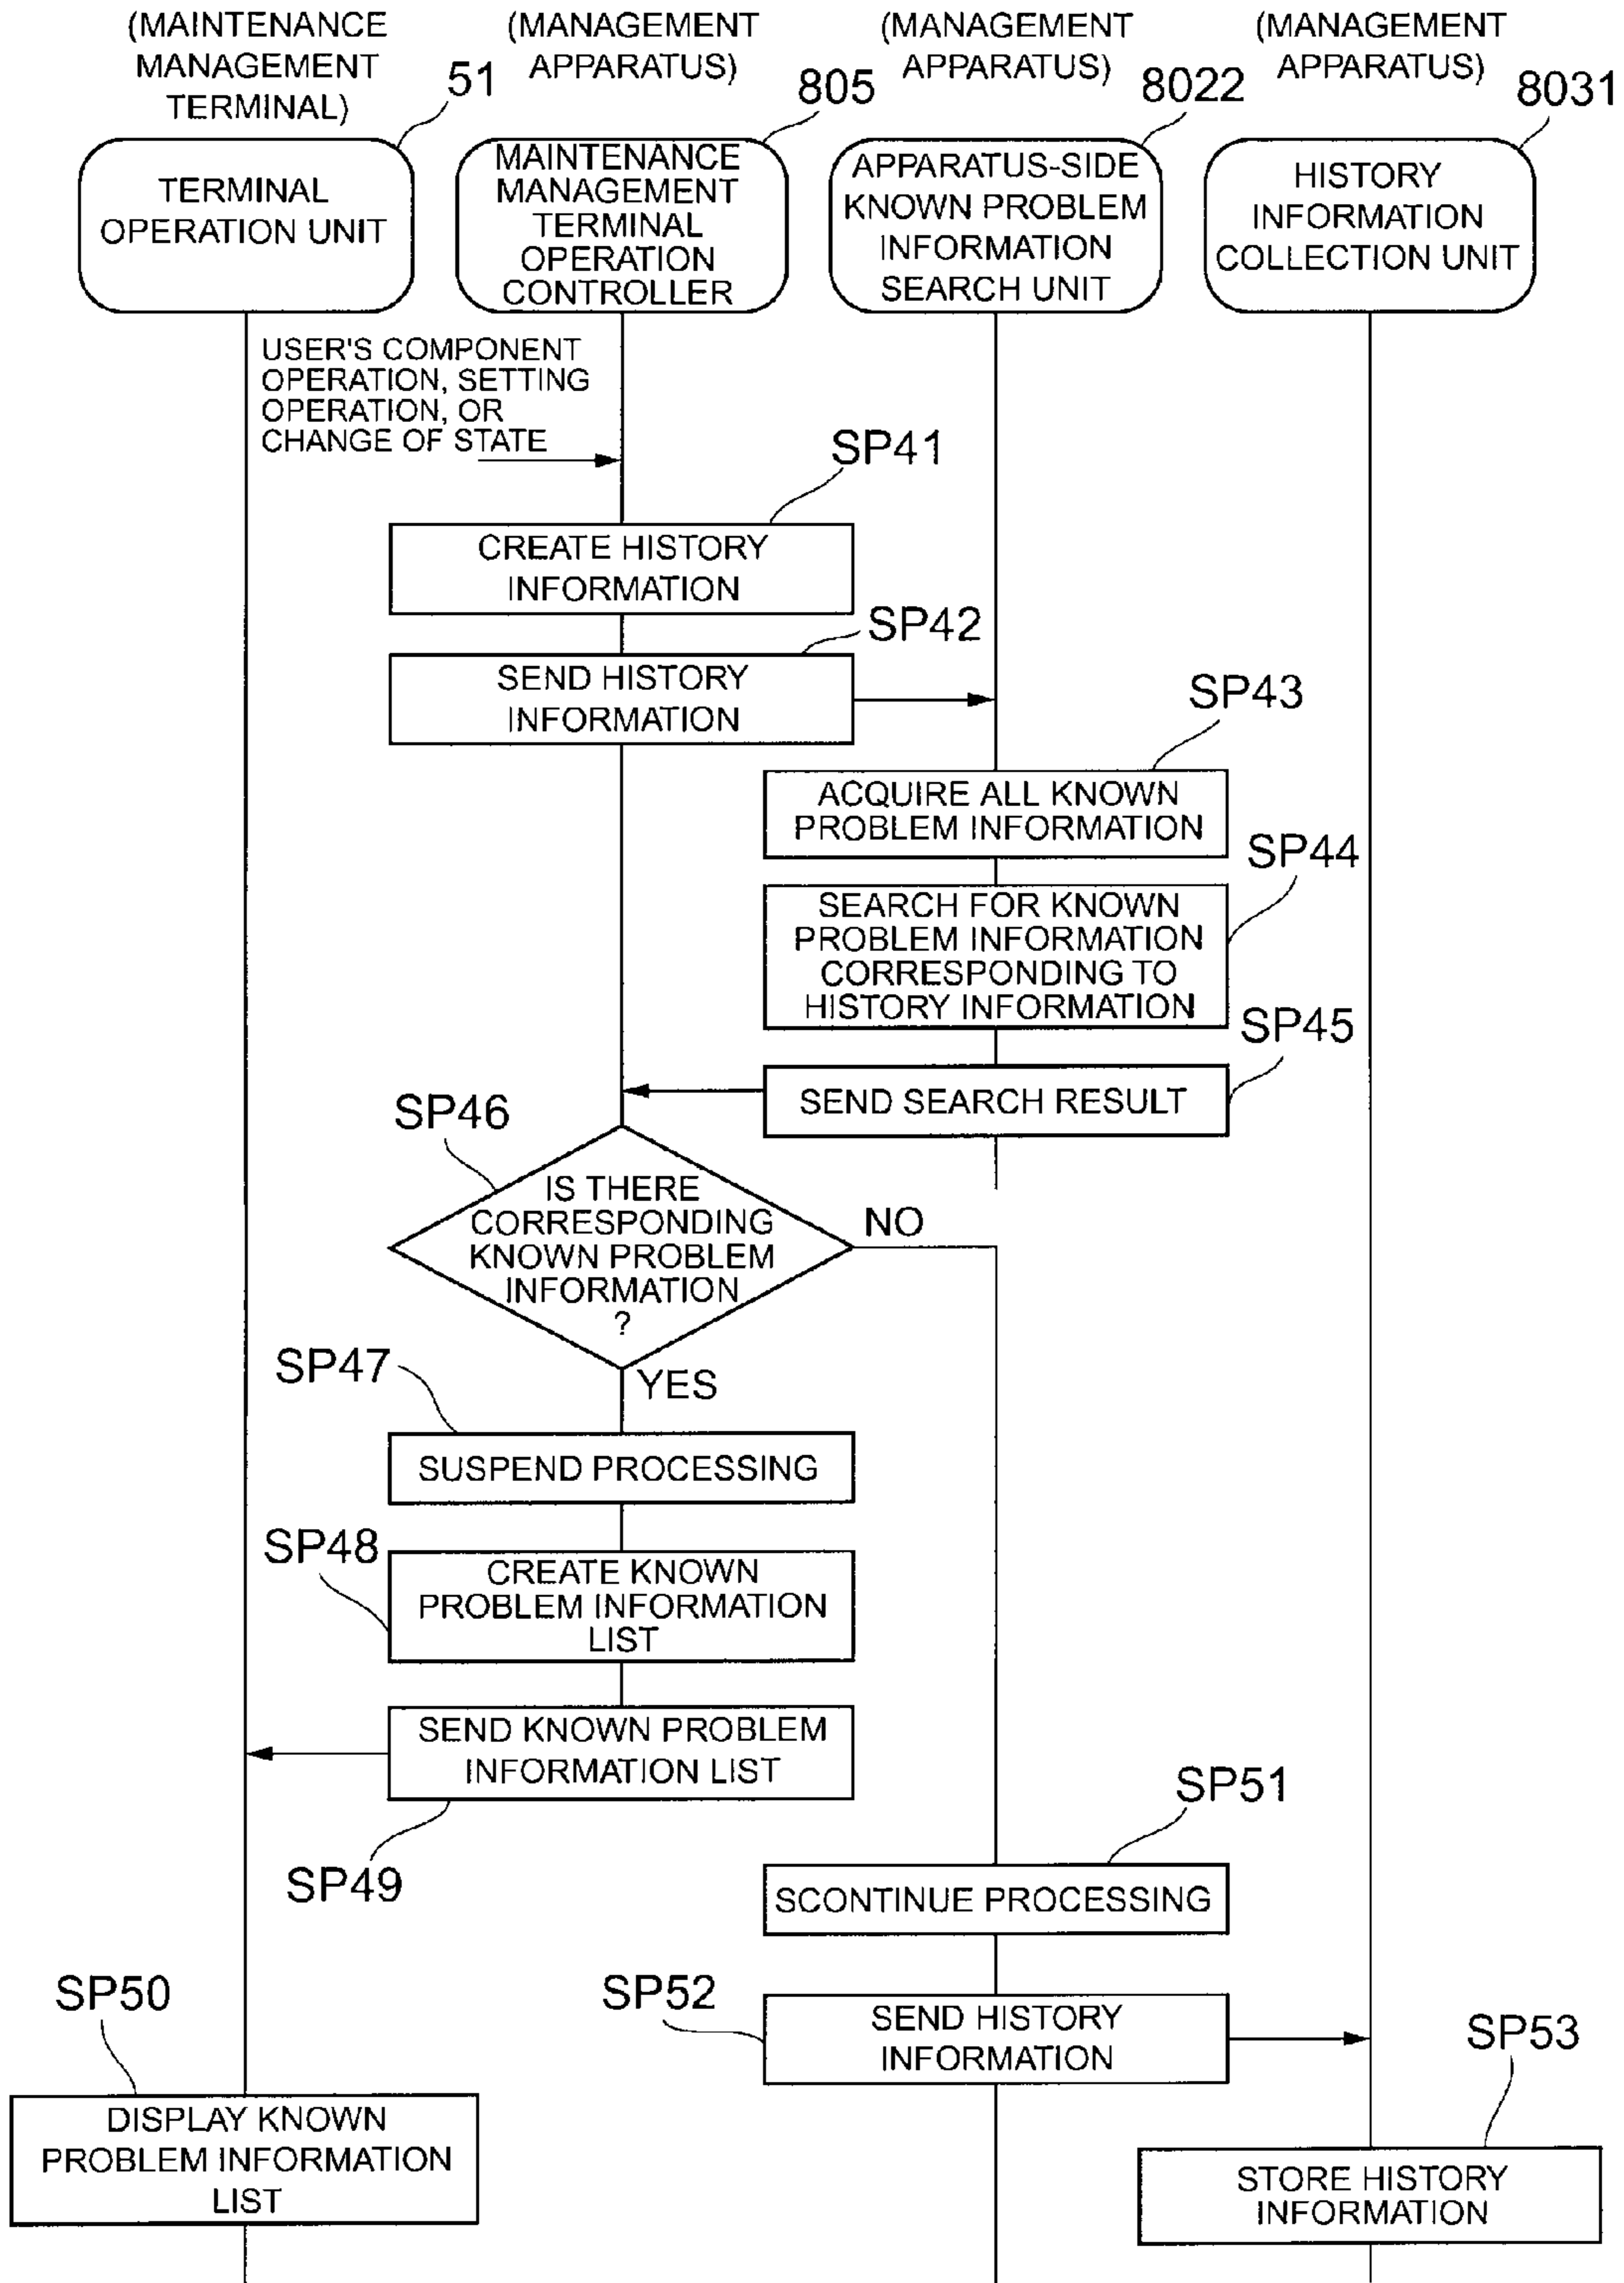 (MAINTENANCE
MANAGEMENT
TERMINAL)
51
(MANAGEMENT
APPARATUS)
805
(MANAGEMENT
APPARATUS)
8022
(MANAGEMENT
APPARATUS)
8031
TERMINAL
OPERATION UNIT
MAINTENANCE
MANAGEMENT
TERMINAL
OPERATION
CONTROLLER
APPARATUS-SIDE
KNOWN PROBLEM
INFORMATION
SEARCH UNIT
HISTORY
INFORMATION
COLLECTION UNIT
USER'S COMPONENT
OPERATION, SETTING
OPERATION, OR
CHANGE OF STATE
SP41
CREATE HISTORY
INFORMATION
SP42
SEND HISTORY
INFORMATION
SP43
ACQUIRE ALL KNOWN
PROBLEM INFORMATION
SP44
SEARCH FOR KNOWN
PROBLEM INFORMATION
CORRESPONDING TO
HISTORY INFORMATION
SP45
SEND SEARCH RESULT
SP46
IS THERE
CORRESPONDING
KNOWN PROBLEM
INFORMATION
?
NO
YES
SP47
SUSPEND PROCESSING
SP48
CREATE KNOWN
PROBLEM INFORMATION
LIST
SEND KNOWN PROBLEM
INFORMATION LIST
SP49
SP51
SCONTINUE PROCESSING
SP52
SEND HISTORY
INFORMATION
SP50
DISPLAY KNOWN
PROBLEM INFORMATION
LIST
SP53
STORE HISTORY
INFORMATION